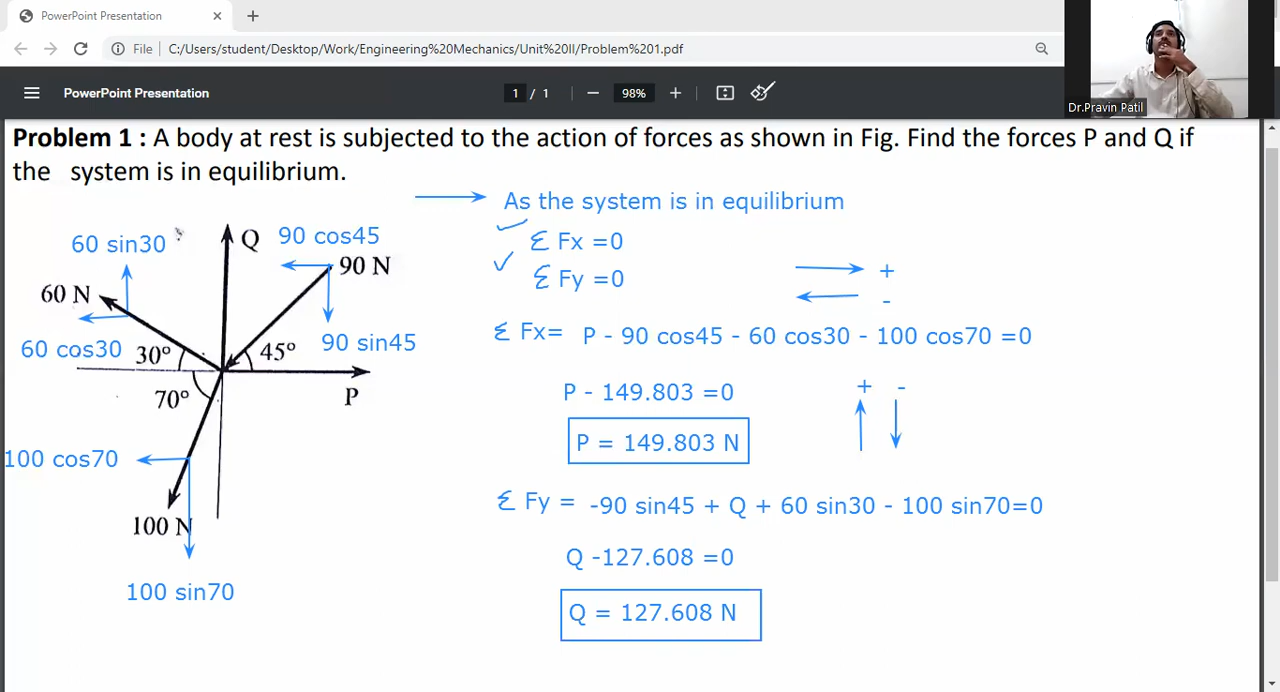 PowerPoint Presentation
File
C:/Users/student/Desktop/Work/Engineering%20Mechanics/Unit%20II/Problem%201.pdf
PowerPoint Presentation
1 / 1
98%
Dr.Pravin Patil
Problem 1 : A body at rest is subjected to the action of forces as shown in Fig. Find the forces P and Q if
the system is in equilibrium.
As the system is in equilibrium
Σ Fx =0
Σ Fy =0
60 sin30
Q
90 cos45
90 N
60 N
60 cos30
30°
45°
90 sin45
70°
P
100 cos70
100 N
100 sin70
+
-
Σ Fx= P - 90 cos45 - 60 cos30 - 100 cos70 =0
P - 149.803 =0
+ -
P = 149.803 N
Σ Fy = -90 sin45 + Q + 60 sin30 - 100 sin70=0
Q -127.608 =0
Q = 127.608 N